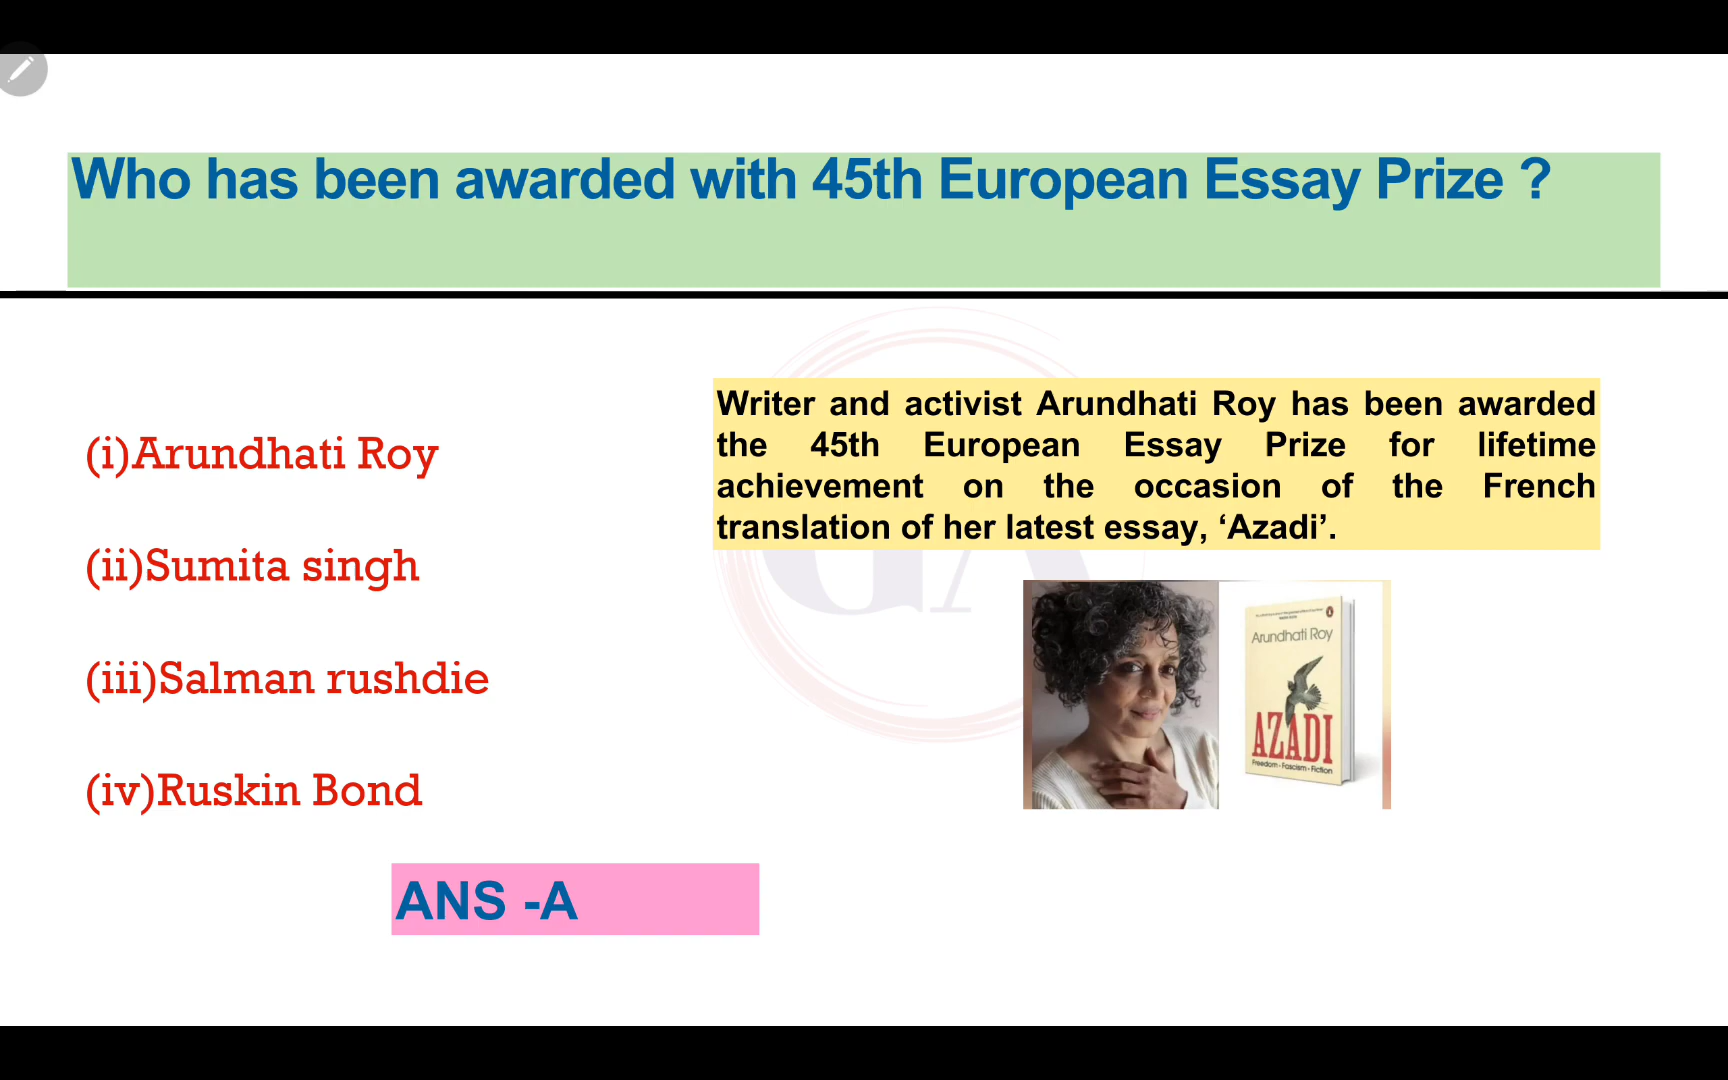 Who has been awarded with 45th European Essay Prize ?
(i)Arundhati Roy
(ii)Sumita singh
(iii)Salman rushdie
(iv)Ruskin Bond
Writer and activist Arundhati Roy has been awarded
the 45th European Essay Prize for lifetime
achievement on the occasion of the French
translation of her latest essay, ‘Azadi’.
Arundhati Roy
AZADI
Freedom • Fascism • Fiction
ANS -A